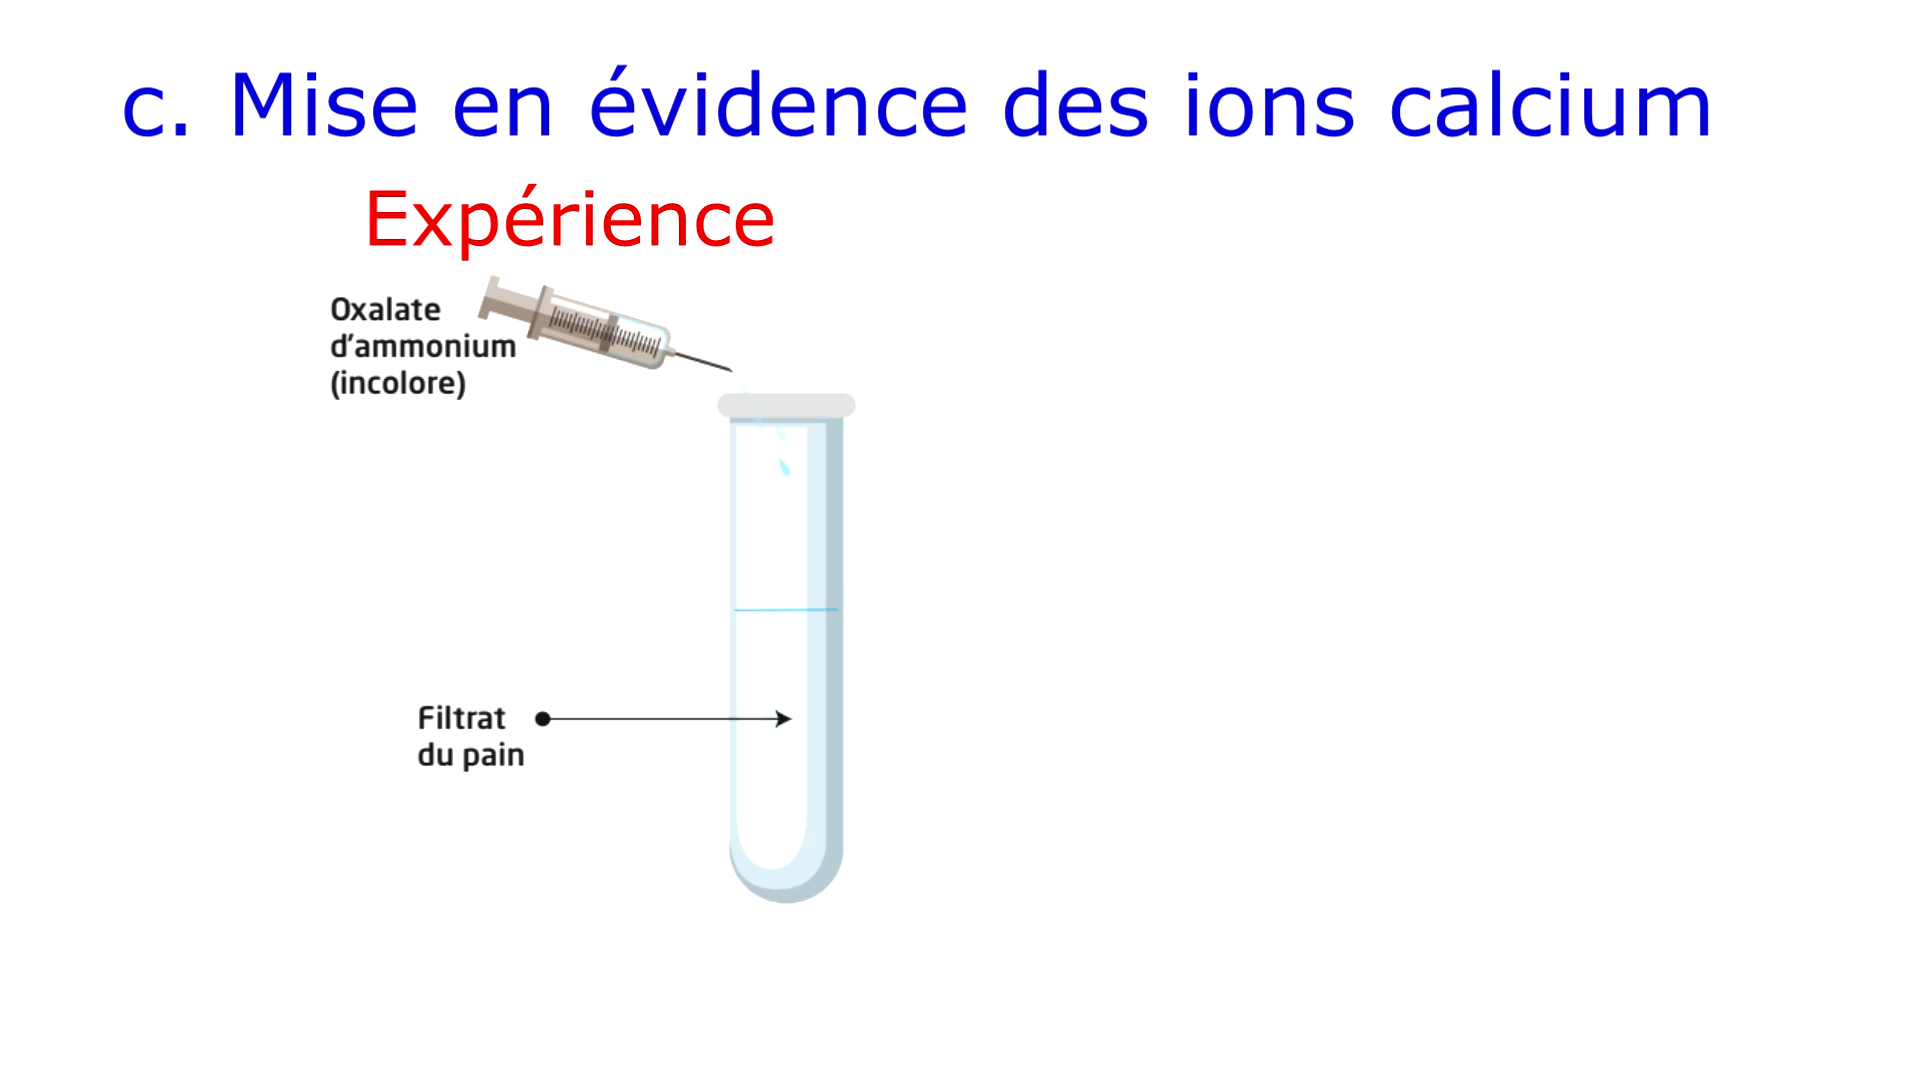 c. Mise en évidence des ions calcium
Expérience
Oxalate
d'ammonium
(incolore)
Filtrat
du pain